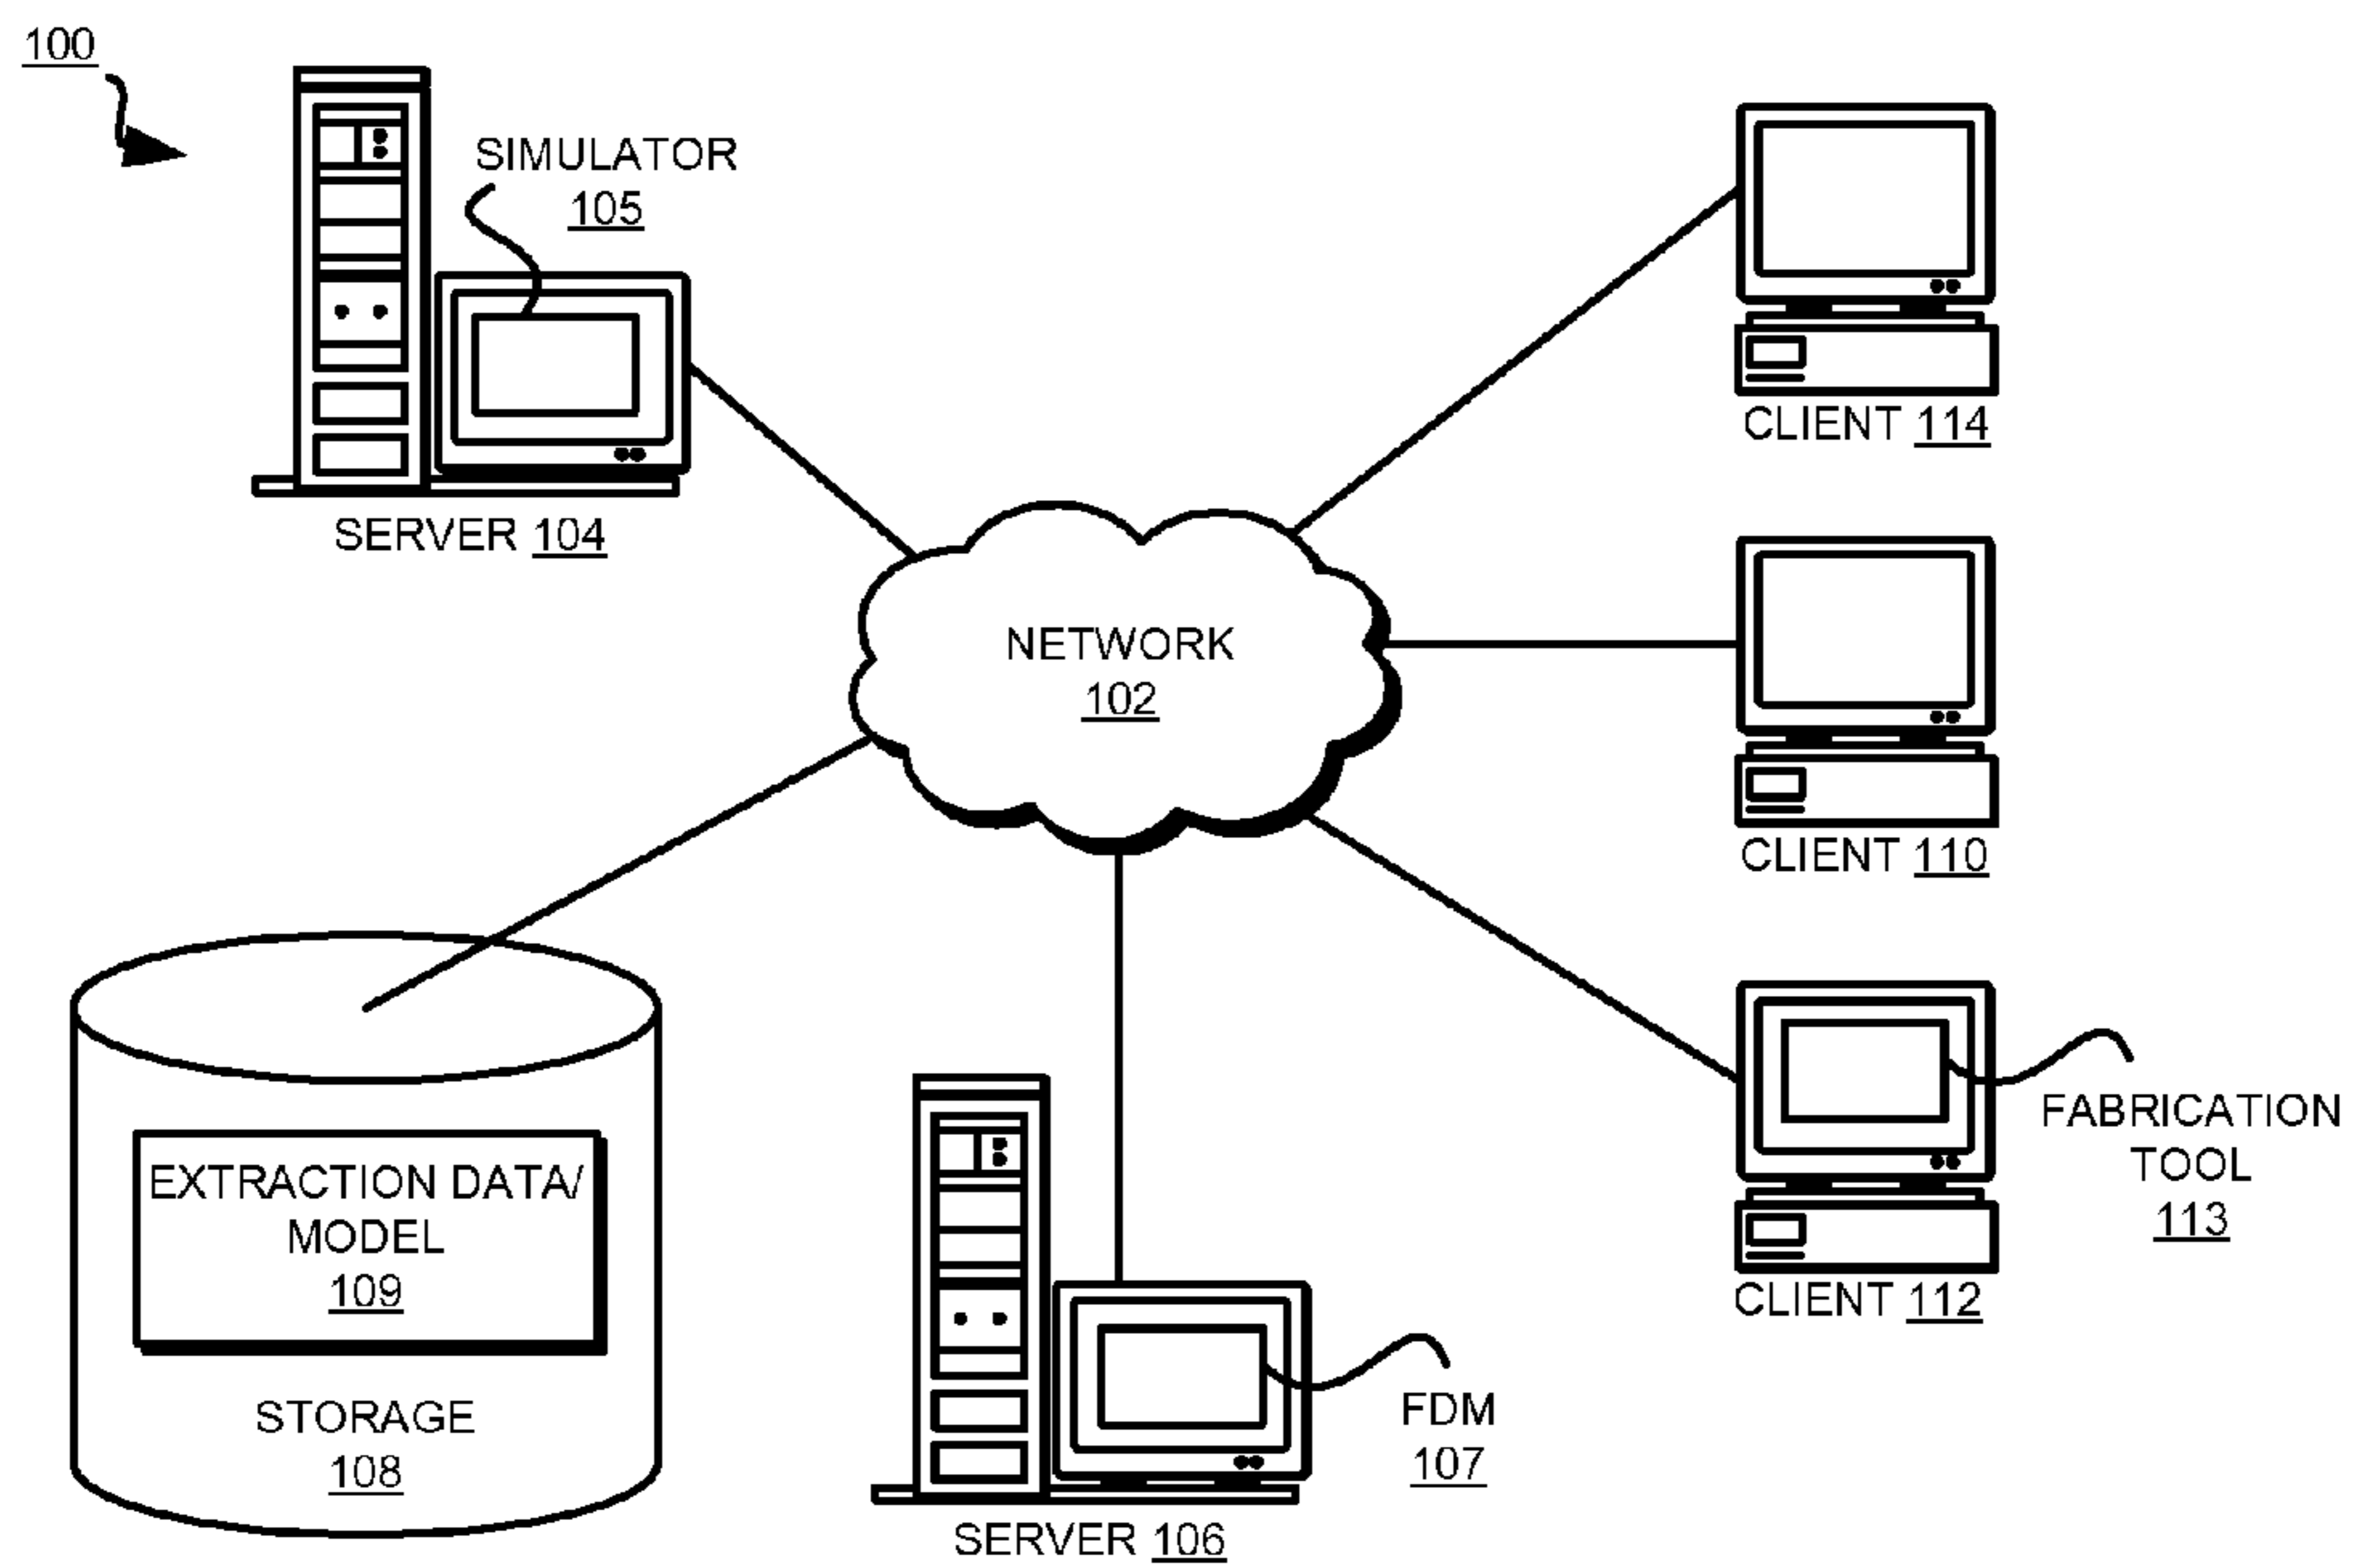 100
SIMULATOR
105
SERVER 104
CLIENT 114
NETWORK
102
CLIENT 110
EXTRACTION DATA/
MODEL
109
STORAGE
108
FABRICATION
TOOL
113
CLIENT 112
FDM
107
SERVER 106